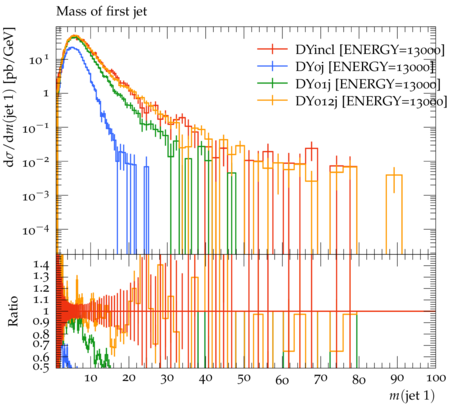 Mass of first jet
dσ/dm(jet 1) [pb/GeV]
DYincl [ENERGY=13000]
DY0j [ENERGY=13000]
DY01j [ENERGY=13000]
DY012j [ENERGY=13000]
10¹
1
10⁻¹
10⁻²
10⁻³
10⁻⁴
Ratio
1.4
1.3
1.2
1.1
1
0.9
0.8
0.7
0.6
0.5
10 20 30 40 50 60 70 80 90 100
m(jet 1)